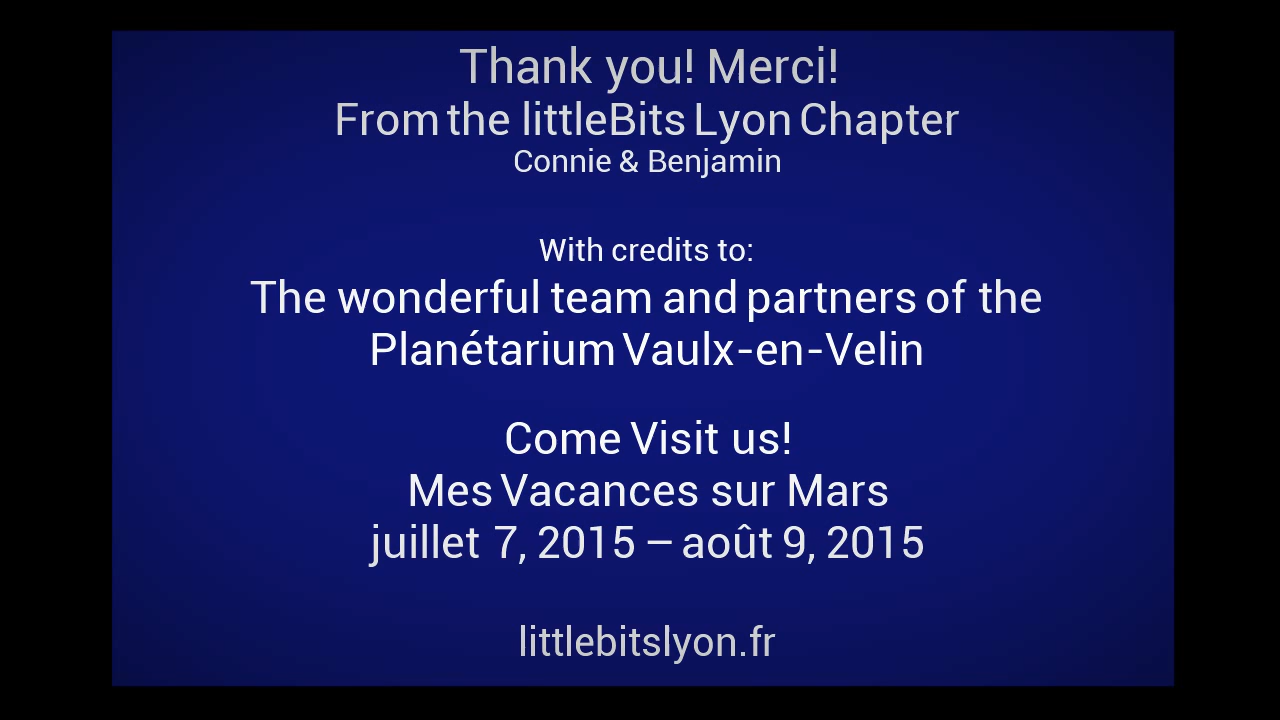 Thank you! Merci!
From the littleBits Lyon Chapter
Connie & Benjamin
With credits to:
The wonderful team and partners of the
Planétarium Vaulx-en-Velin
Come Visit us!
Mes Vacances sur Mars
juillet 7, 2015 – août 9, 2015
littlebitslyon.fr